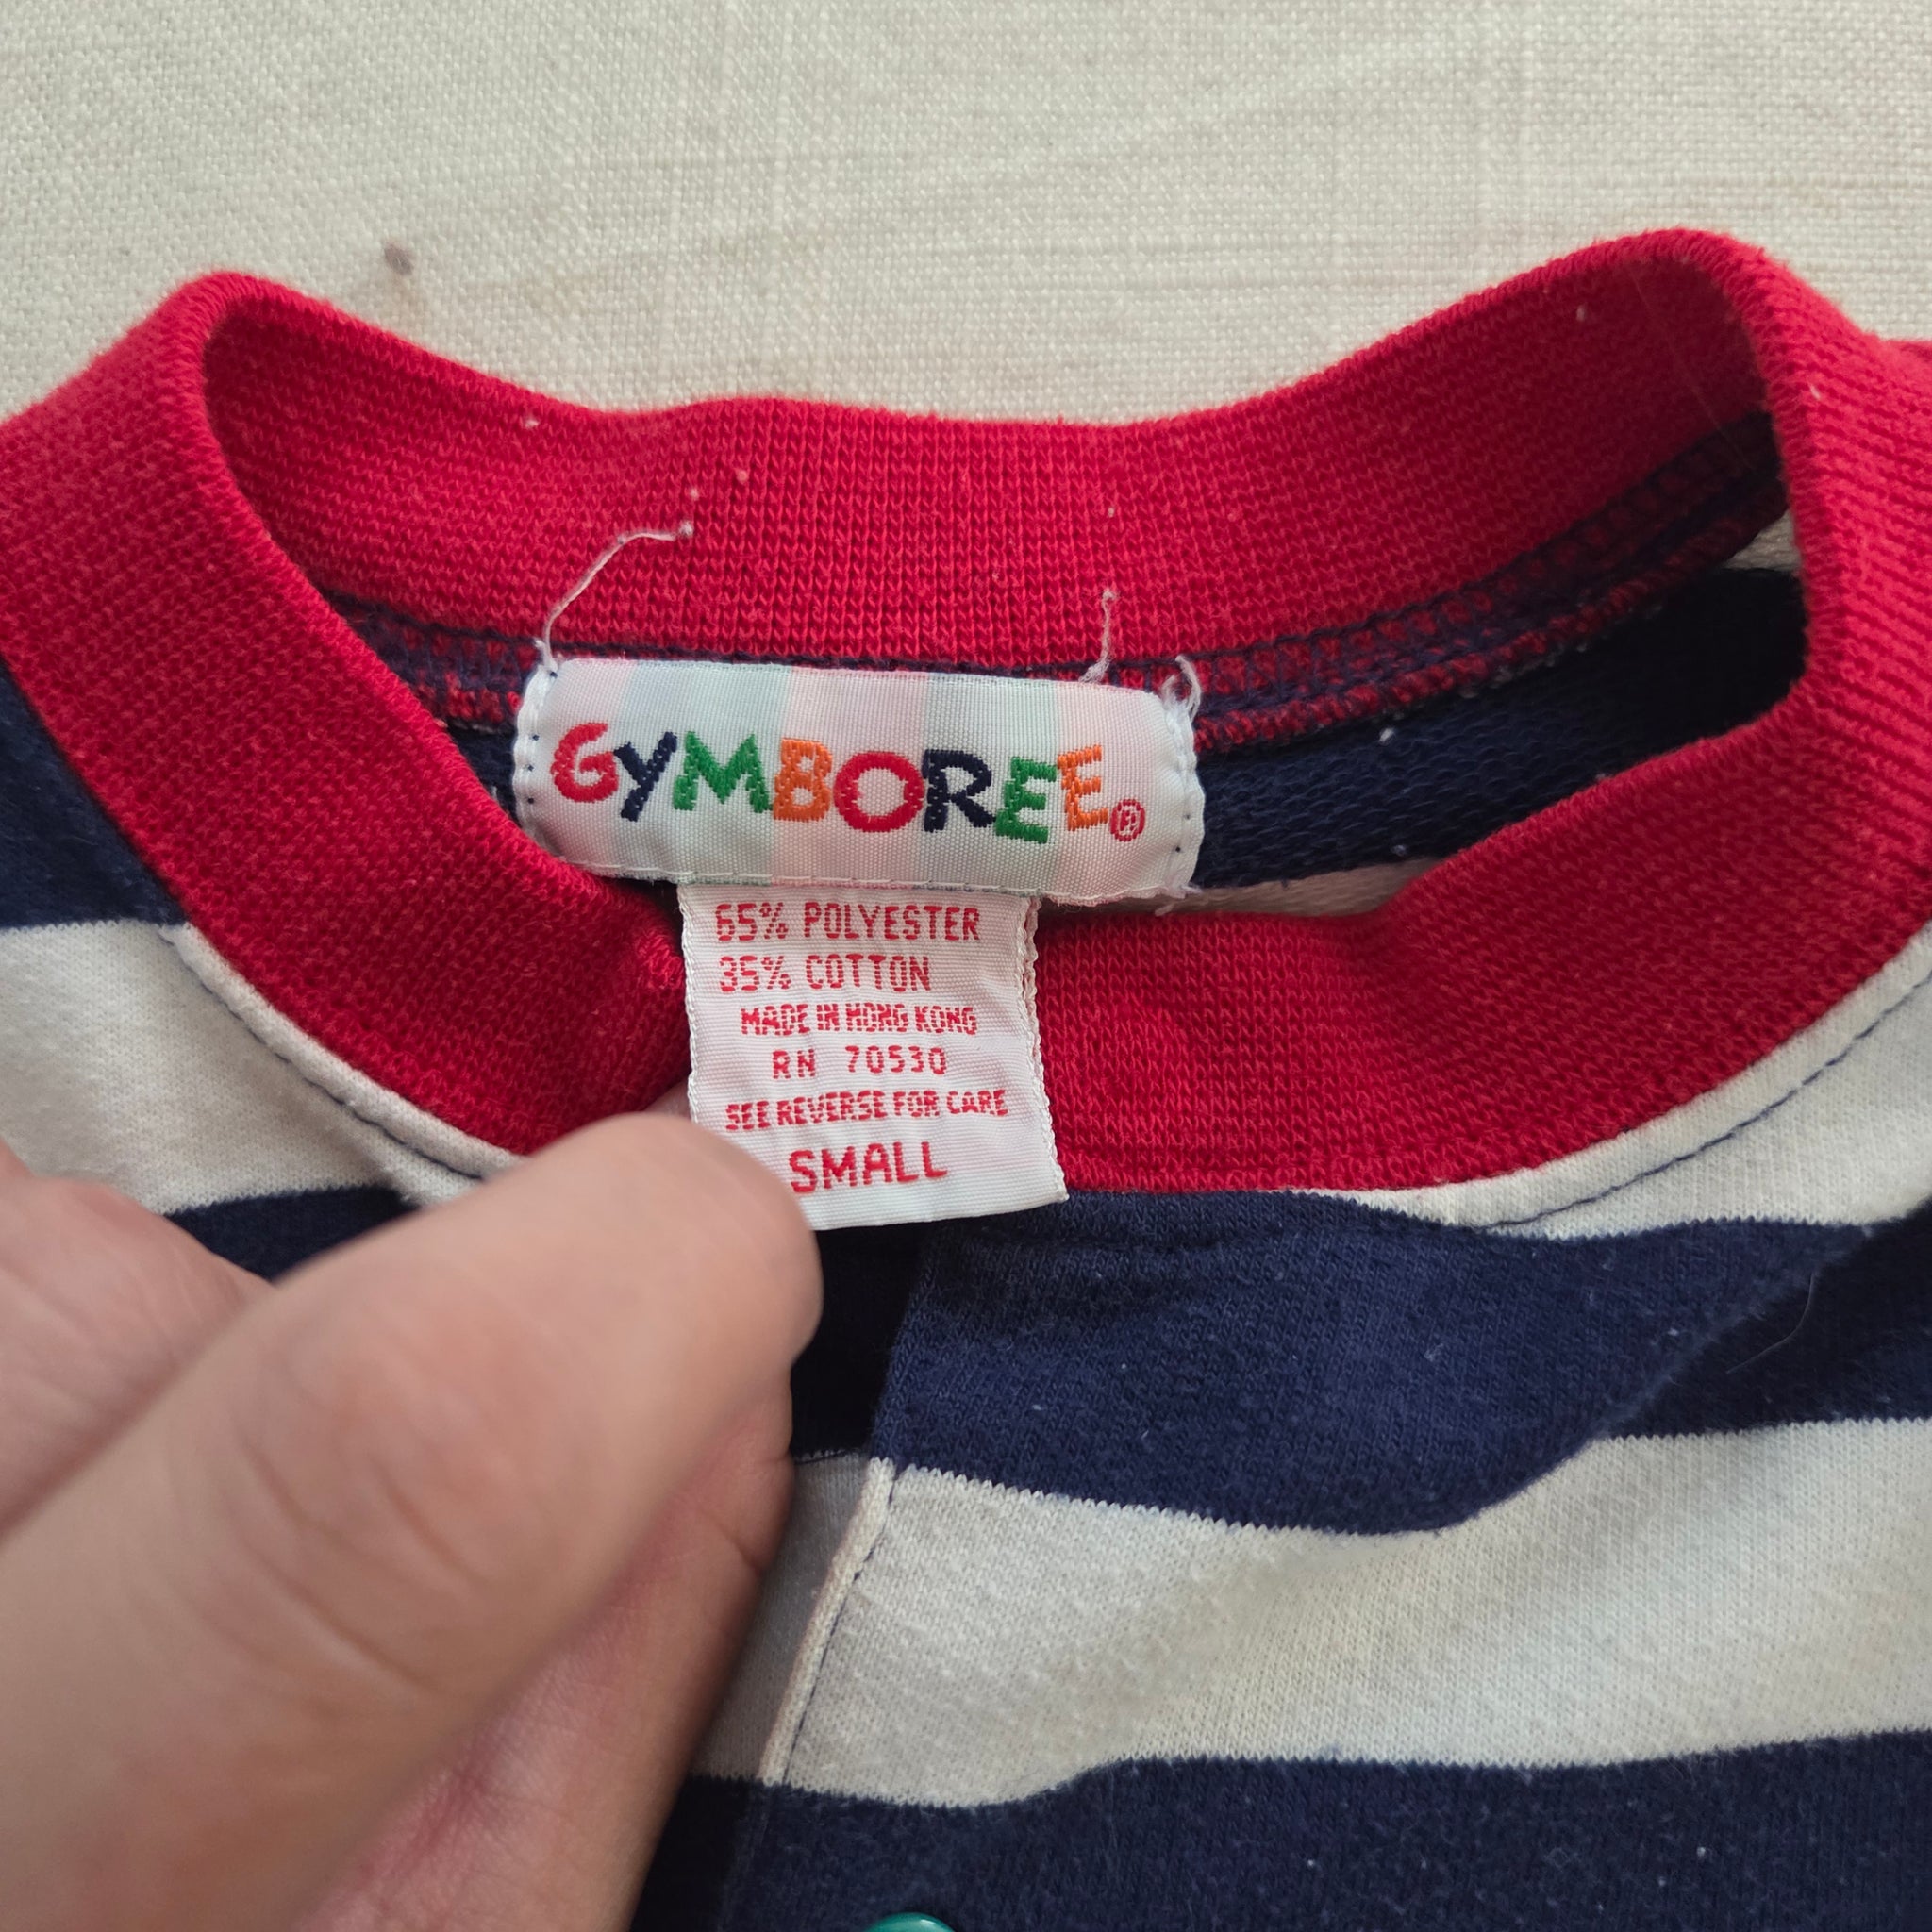 GYMBOREE®
65% POLYESTER
35% COTTON
MADE IN HONG KONG
RN 70530
SEE REVERSE FOR CARE
SMALL